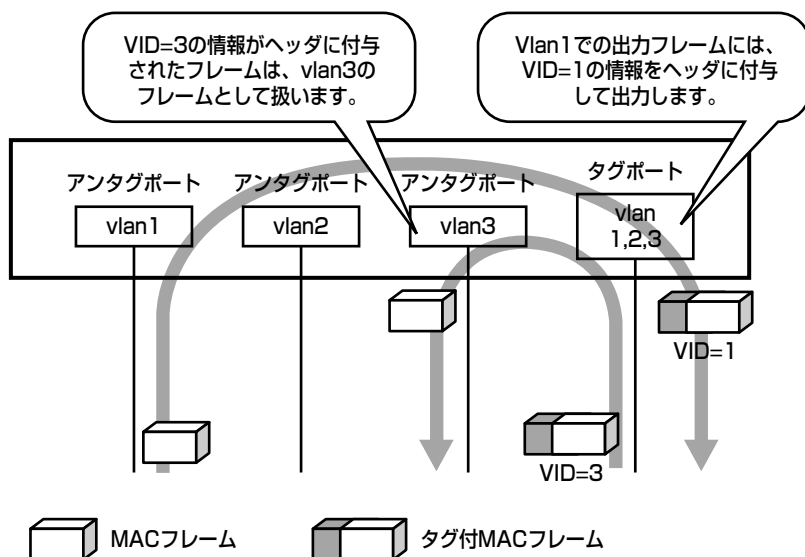 VID=3の情報がヘッダに付与
されたフレームは、vlan3の
フレームとして扱います。
Vlan1での出力フレームには、
VID=1の情報をヘッダに付与
して出力します。
アンタグポート
アンタグポート
アンタグポート
タグポート
vlan1
vlan2
vlan3
vlan
1,2,3
VID=1
VID=3
MACフレーム
タグ付MACフレーム